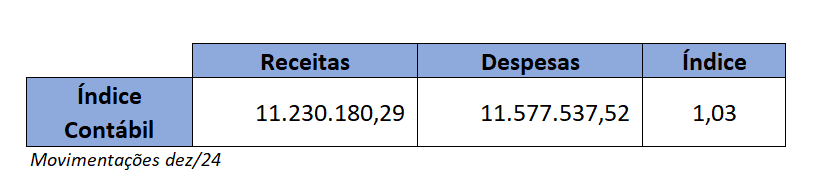 Receitas Despesas Índice
Índice
Contábil
11.230.180,29 11.577.537,52 1,03
Movimentações dez/24